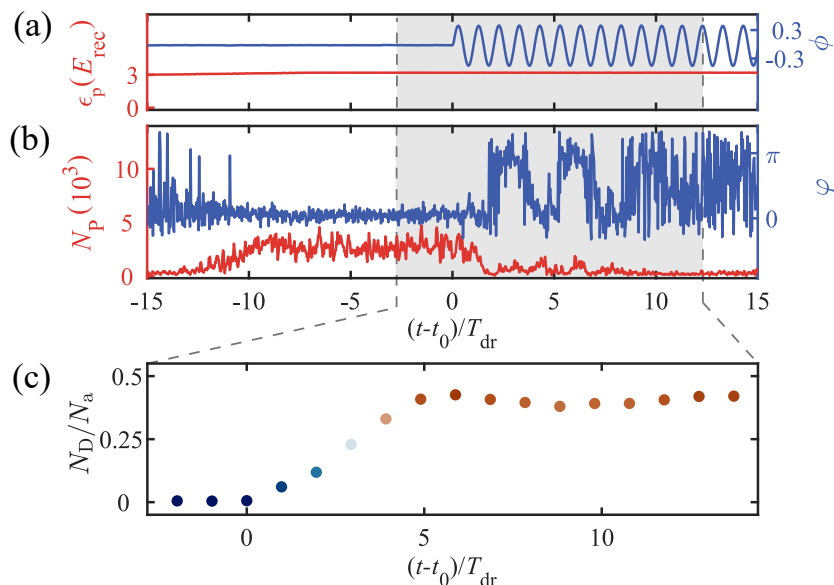 (a)
ϵp(Erec)
3
0
0.3
-0.3
ϕ
(b)
NP(10³)
10
5
0
π
0
φ
-15 -10 -5 0 5 10 15
(t-t₀)/Tdr
(c)
ND/Na
0.5
0.25
0
0 5 10
(t-t₀)/Tdr